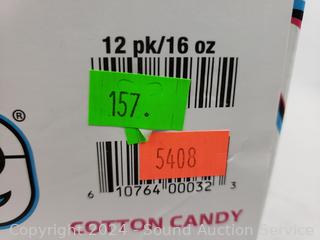 12 pk/16 oz
157.
5408
6 10764 00032 3
®
COTTON CANDY
Copyright 2024 - Sound Auction Service